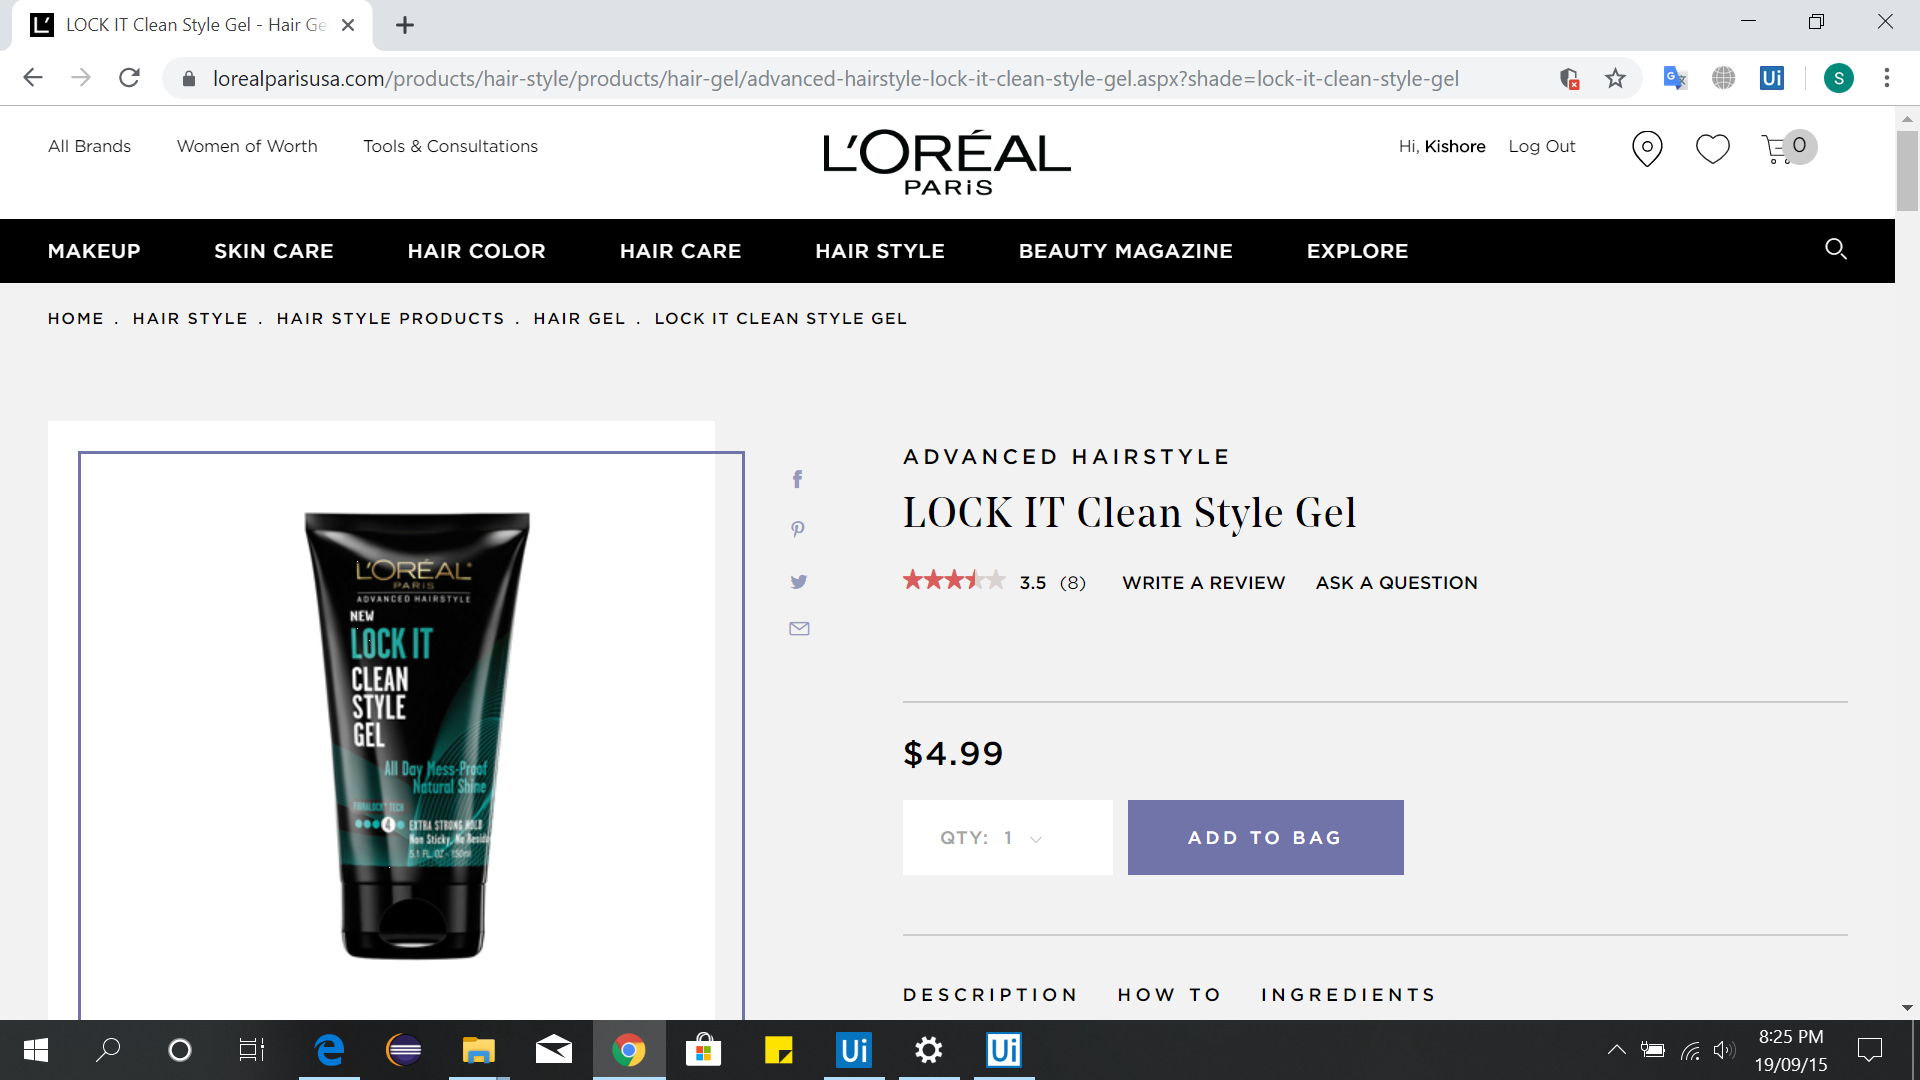 LOCK IT Clean Style Gel - Hair Ge
lorealparisusa.com/products/hair-style/products/hair-gel/advanced-hairstyle-lock-it-clean-style-gel.aspx?shade=lock-it-clean-style-gel
Ui
S
All Brands
Women of Worth
Tools & Consultations
L'ORÉAL
PARiS
Hi, Kishore
Log Out
0
MAKEUP
SKIN CARE
HAIR COLOR
HAIR CARE
HAIR STYLE
BEAUTY MAGAZINE
EXPLORE
HOME . HAIR STYLE . HAIR STYLE PRODUCTS . HAIR GEL . LOCK IT CLEAN STYLE GEL
L'ORÉAL
PARIS
ADVANCED HAIRSTYLE
NEW
LOCK IT
CLEAN
STYLE
GEL
All Day Mess-Proof
Natural Shine
4
EXTRA STRONG HOLD
Non Sticky, No
5.1 FL. OZ - 150ml
ADVANCED HAIRSTYLE
LOCK IT Clean Style Gel
3.5 (8)
WRITE A REVIEW
ASK A QUESTION
$4.99
QTY: 1
ADD TO BAG
DESCRIPTION
HOW TO
INGREDIENTS
Ui
Ui
8:25 PM
19/09/15